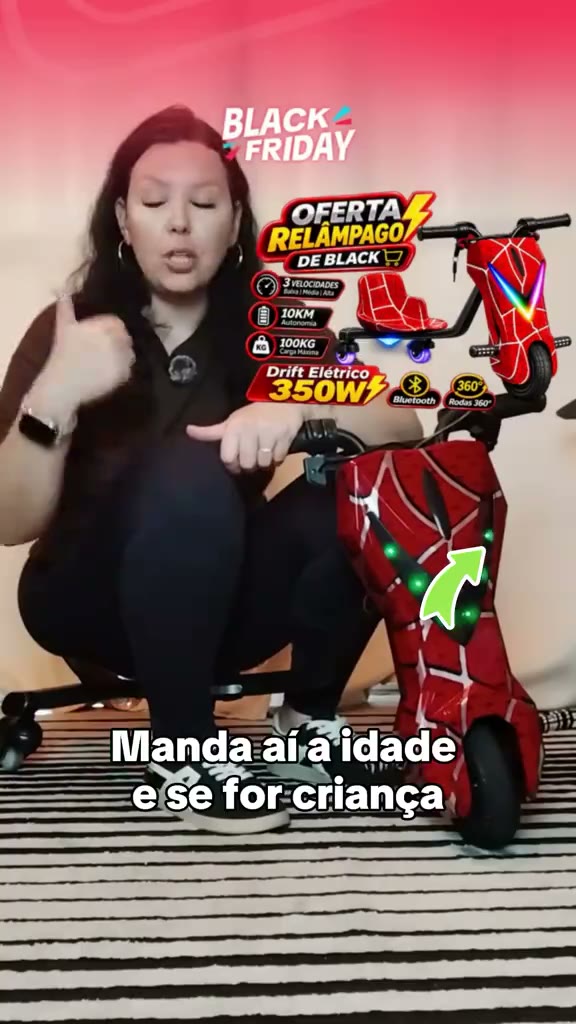 BLACK
FRIDAY
OFERTA
RELÂMPAGO
DE BLACK
3 VELOCIDADES
Baixa | Média | Alta
10KM
Autonomia
KG
100KG
Carga Máxima
Drift Elétrico
350W
Bluetooth
360°
Rodas 360°
Manda aí a idade
e se for criança